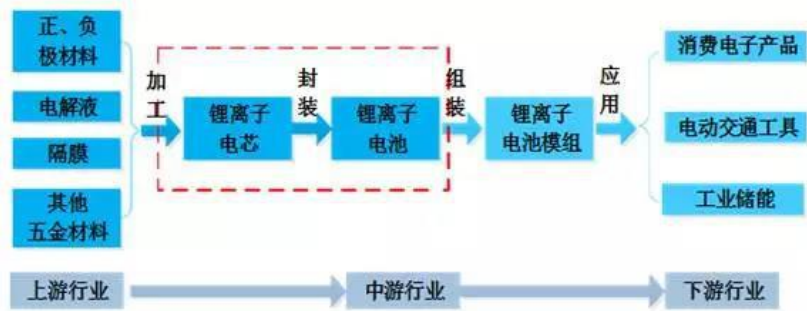 正、负
极材料
电解液
隔膜
其他
五金材料
加
工
锂离子
电芯
封
装
锂离子
电池
组
装
锂离子
电池模组
应
用
消费电子产品
电动交通工具
工业储能
上游行业
中游行业
下游行业